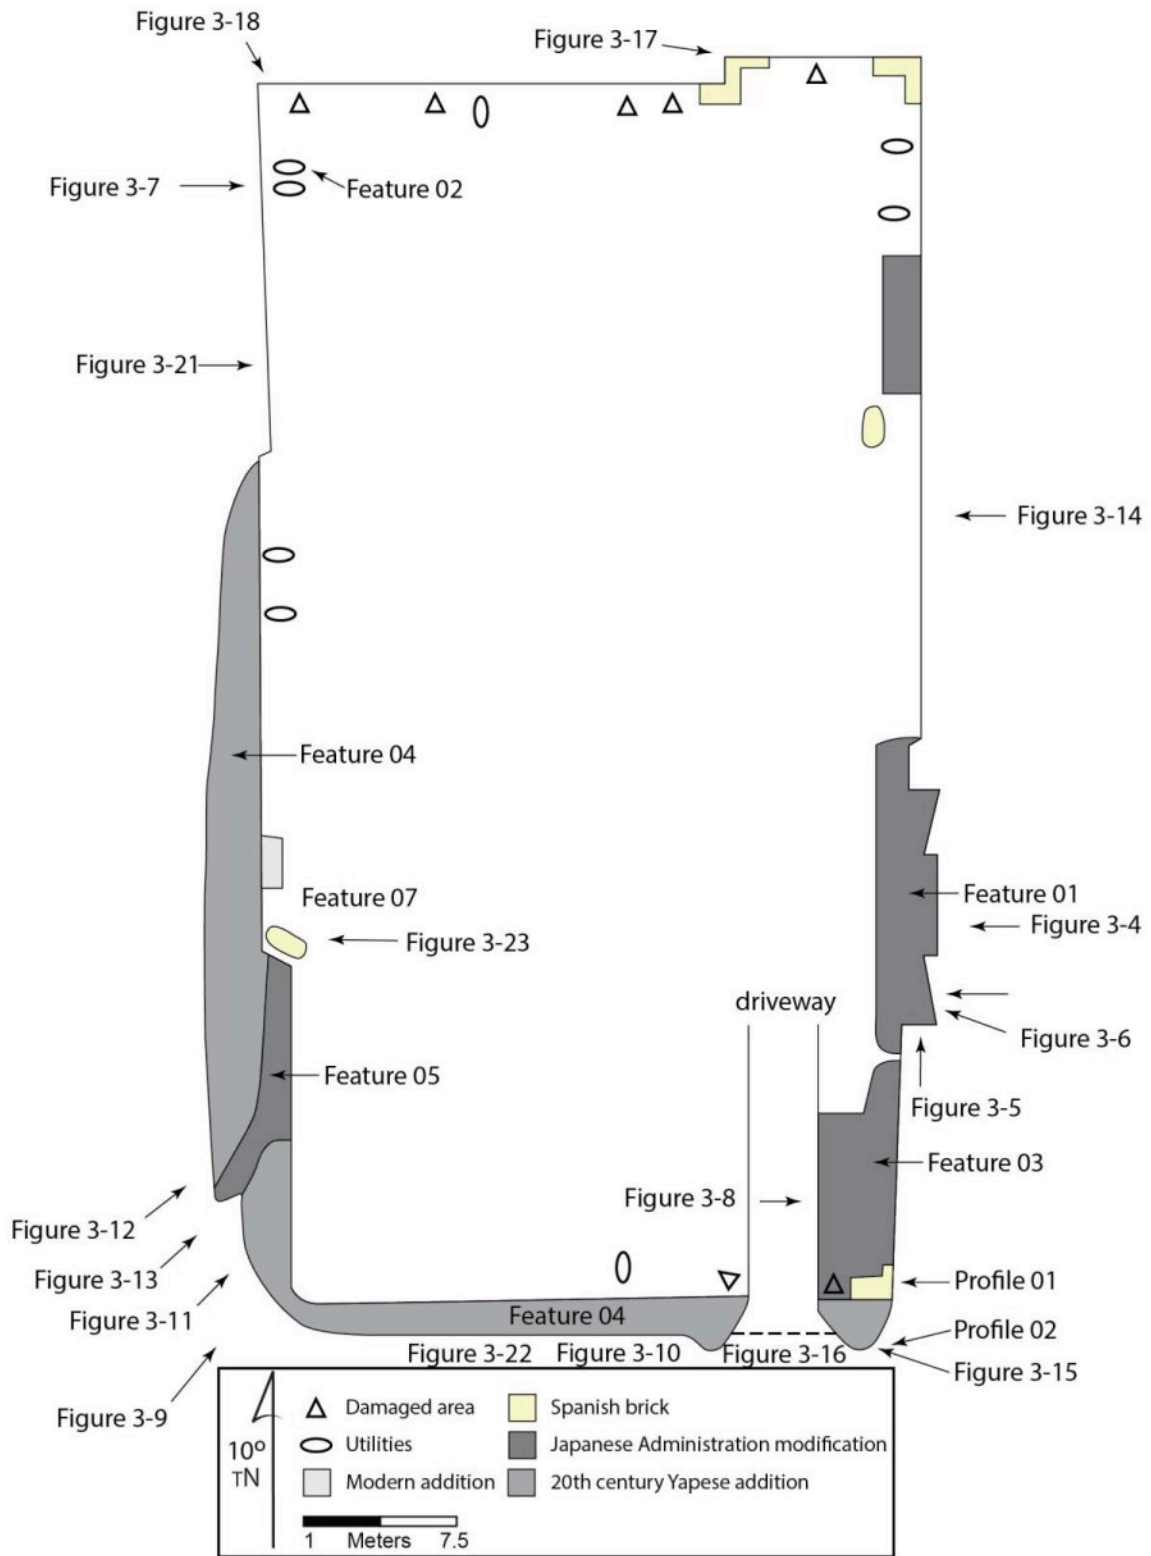 Figure 3-18
Figure 3-17
Figure 3-7
Feature 02
Figure 3-21
Figure 3-14
Feature 04
Feature 07
Feature 01
Figure 3-4
Figure 3-23
driveway
Figure 3-6
Feature 05
Figure 3-5
Feature 03
Figure 3-8
Figure 3-12
Figure 3-13
Profile 01
Figure 3-11
Feature 04
Profile 02
Figure 3-22
Figure 3-10
Figure 3-16
Figure 3-15
Figure 3-9
Damaged area
Spanish brick
Utilities
Japanese Administration modification
10°
TN
Modern addition
20th century Yapese addition
1 Meters 7.5